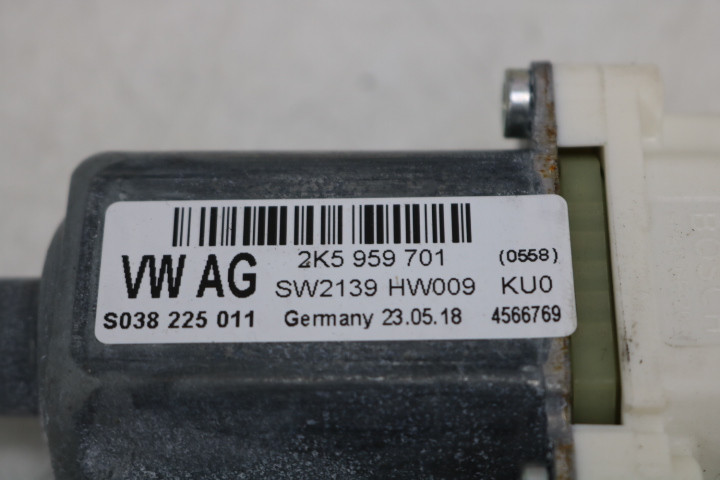 VW AG 2K5 959 701 (0558)
SW2139 HW009 KU0
S038 225 011 Germany 23.05.18 4566769